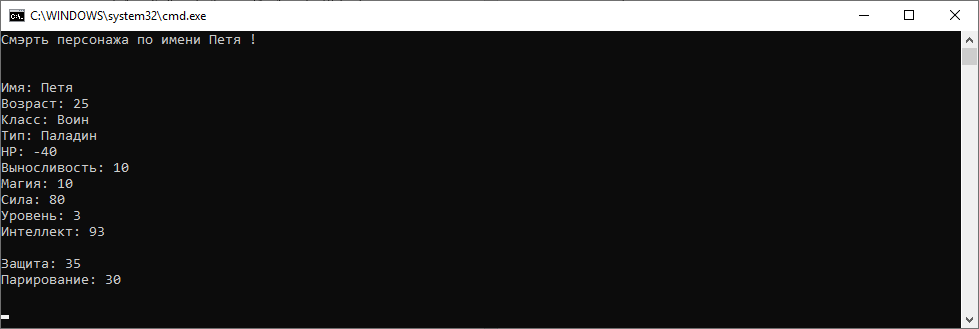 C:\WINDOWS\system32\cmd.exe
Смэрть персонажа по имени Петя !
Имя: Петя
Возраст: 25
Класс: Воин
Тип: Паладин
HP: -40
Выносливость: 10
Магия: 10
Сила: 80
Уровень: 3
Интеллект: 93
Защита: 35
Парирование: 30